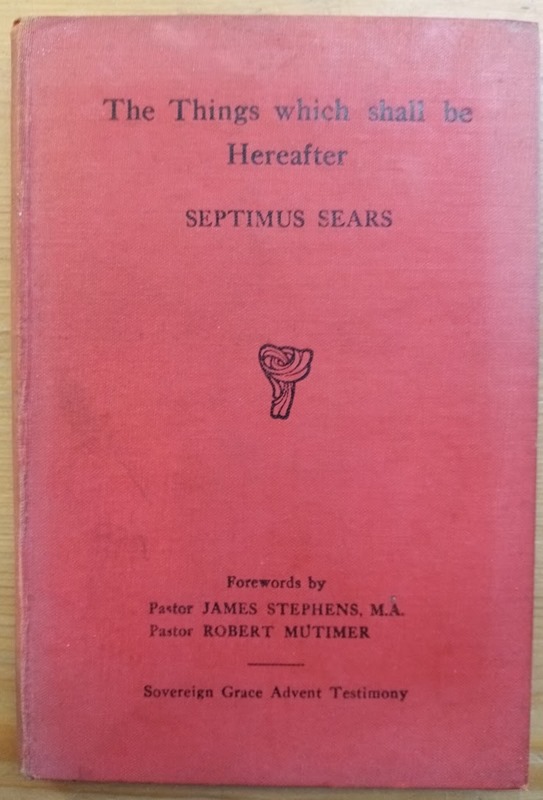 The Things which shall be
Hereafter
SEPTIMUS SEARS
Forewords by
Pastor JAMES STEPHENS, M.A.
Pastor ROBERT MUTIMER
Sovereign Grace Advent Testimony